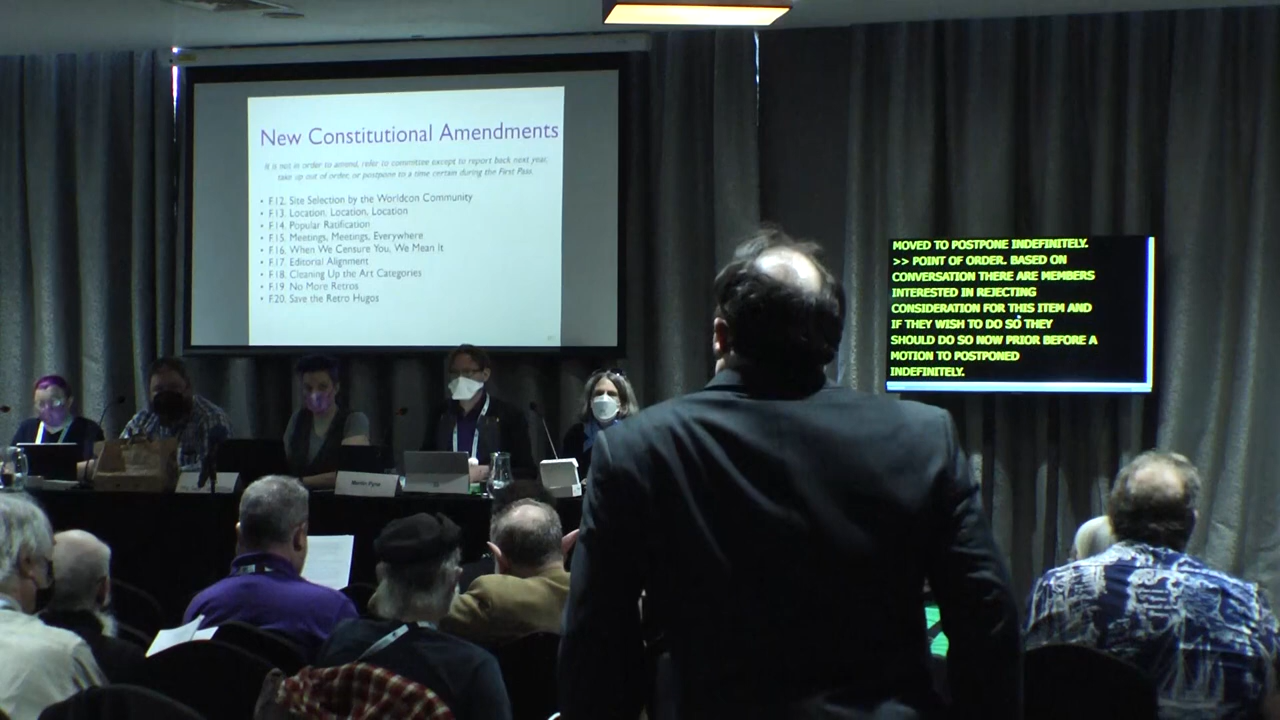 New Constitutional Amendments
It is not in order to amend, refer to committee except to report back next year,
take up out of order, or postpone to a time certain during the First Pass.
• F.12. Site Selection by the Worldcon Community
• F.13. Location, Location, Location
• F.14. Popular Ratification
• F.15. Meetings, Meetings, Everywhere
• F.16. When We Censure You, We Mean It
• F.17. Editorial Alignment
• F.18. Cleaning Up the Art Categories
• F.19. No More Retros
• F.20. Save the Retro Hugos
MOVED TO POSTPONE INDEFINITELY.
>> POINT OF ORDER. BASED ON
CONVERSATION THERE ARE MEMBERS
INTERESTED IN REJECTING
CONSIDERATION FOR THIS ITEM AND
IF THEY WISH TO DO SO THEY
SHOULD DO SO NOW PRIOR BEFORE A
MOTION TO POSTPONED
INDEFINITELY.